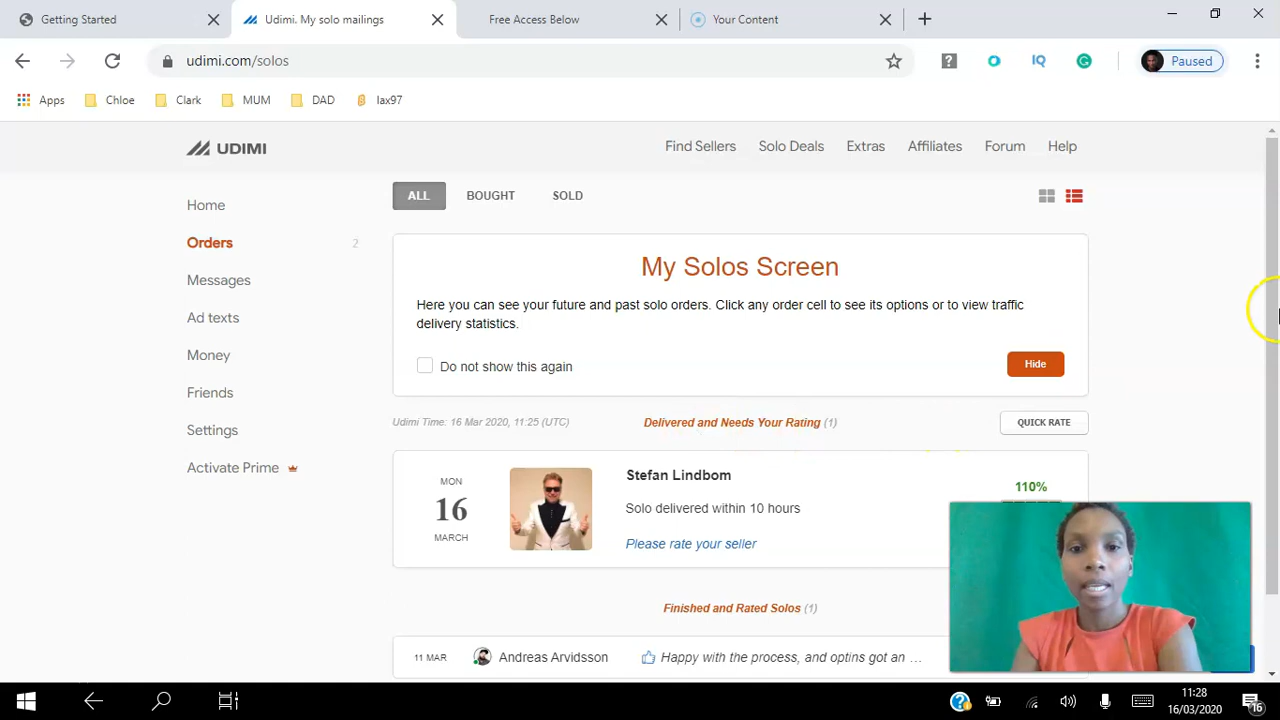 Getting Started
Udimi. My solo mailings
Free Access Below
Your Content
udimi.com/solos
IQ
Paused
Apps
Chloe
Clark
MUM
DAD
lax97
UDIMI
Find Sellers
Solo Deals
Extras
Affiliates
Forum
Help
Home
Orders
2
Messages
Ad texts
Money
Friends
Settings
Activate Prime
ALL
BOUGHT
SOLD
My Solos Screen
Here you can see your future and past solo orders. Click any order cell to see its options or to view traffic
delivery statistics.
Do not show this again
Hide
Udimi Time: 16 Mar 2020, 11:25 (UTC)
Delivered and Needs Your Rating (1)
QUICK RATE
MON
16
MARCH
Stefan Lindbom
Solo delivered within 10 hours
Please rate your seller
110%
Finished and Rated Solos (1)
11 MAR
Andreas Arvidsson
Happy with the process, and optins got an ...
11:28
16/03/2020
16